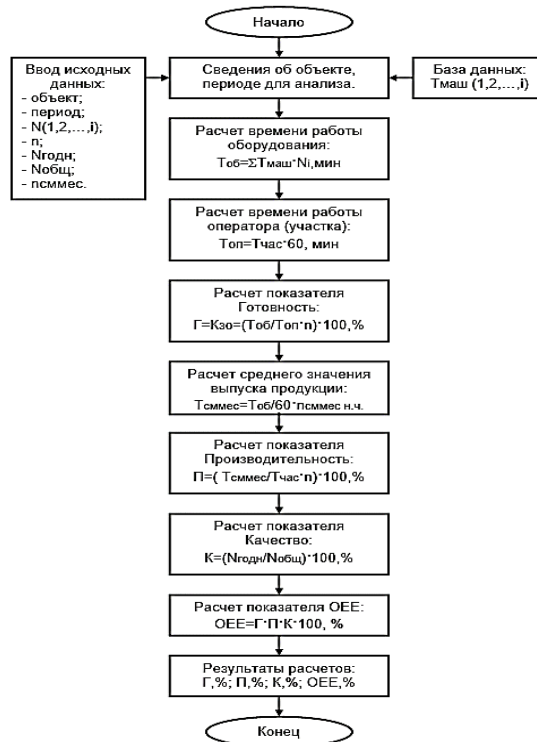 Начало
Ввод исходных
данных:
- объект;
- период;
- N(1,2,...,i);
- n;
- Nгодн;
- Nобщ;
- nсммес.
Сведения об объекте,
периоде для анализа.
База данных:
Тмаш (1,2,...,i)
Расчет времени работы
оборудования:
Тоб=ΣТмаш*Ni,мин
Расчет времени работы
оператора (участка):
Топ=Тчас*60, мин
Расчет показателя
Готовность:
Г=Кзо=(Тоб/Топ*n)*100,%
Расчет среднего значения
выпуска продукции:
Тсммес=Тоб/60*nсммес н.ч.
Расчет показателя
Производительность:
П=( Тсммес/Тчас*n)*100,%
Расчет показателя
Качество:
К=(Nгодн/Nобщ)*100,%
Расчет показателя ОЕЕ:
ОЕЕ=Г*П*К*100, %
Результаты расчетов:
Г,%; П,%; К,%; ОЕЕ,%
Конец